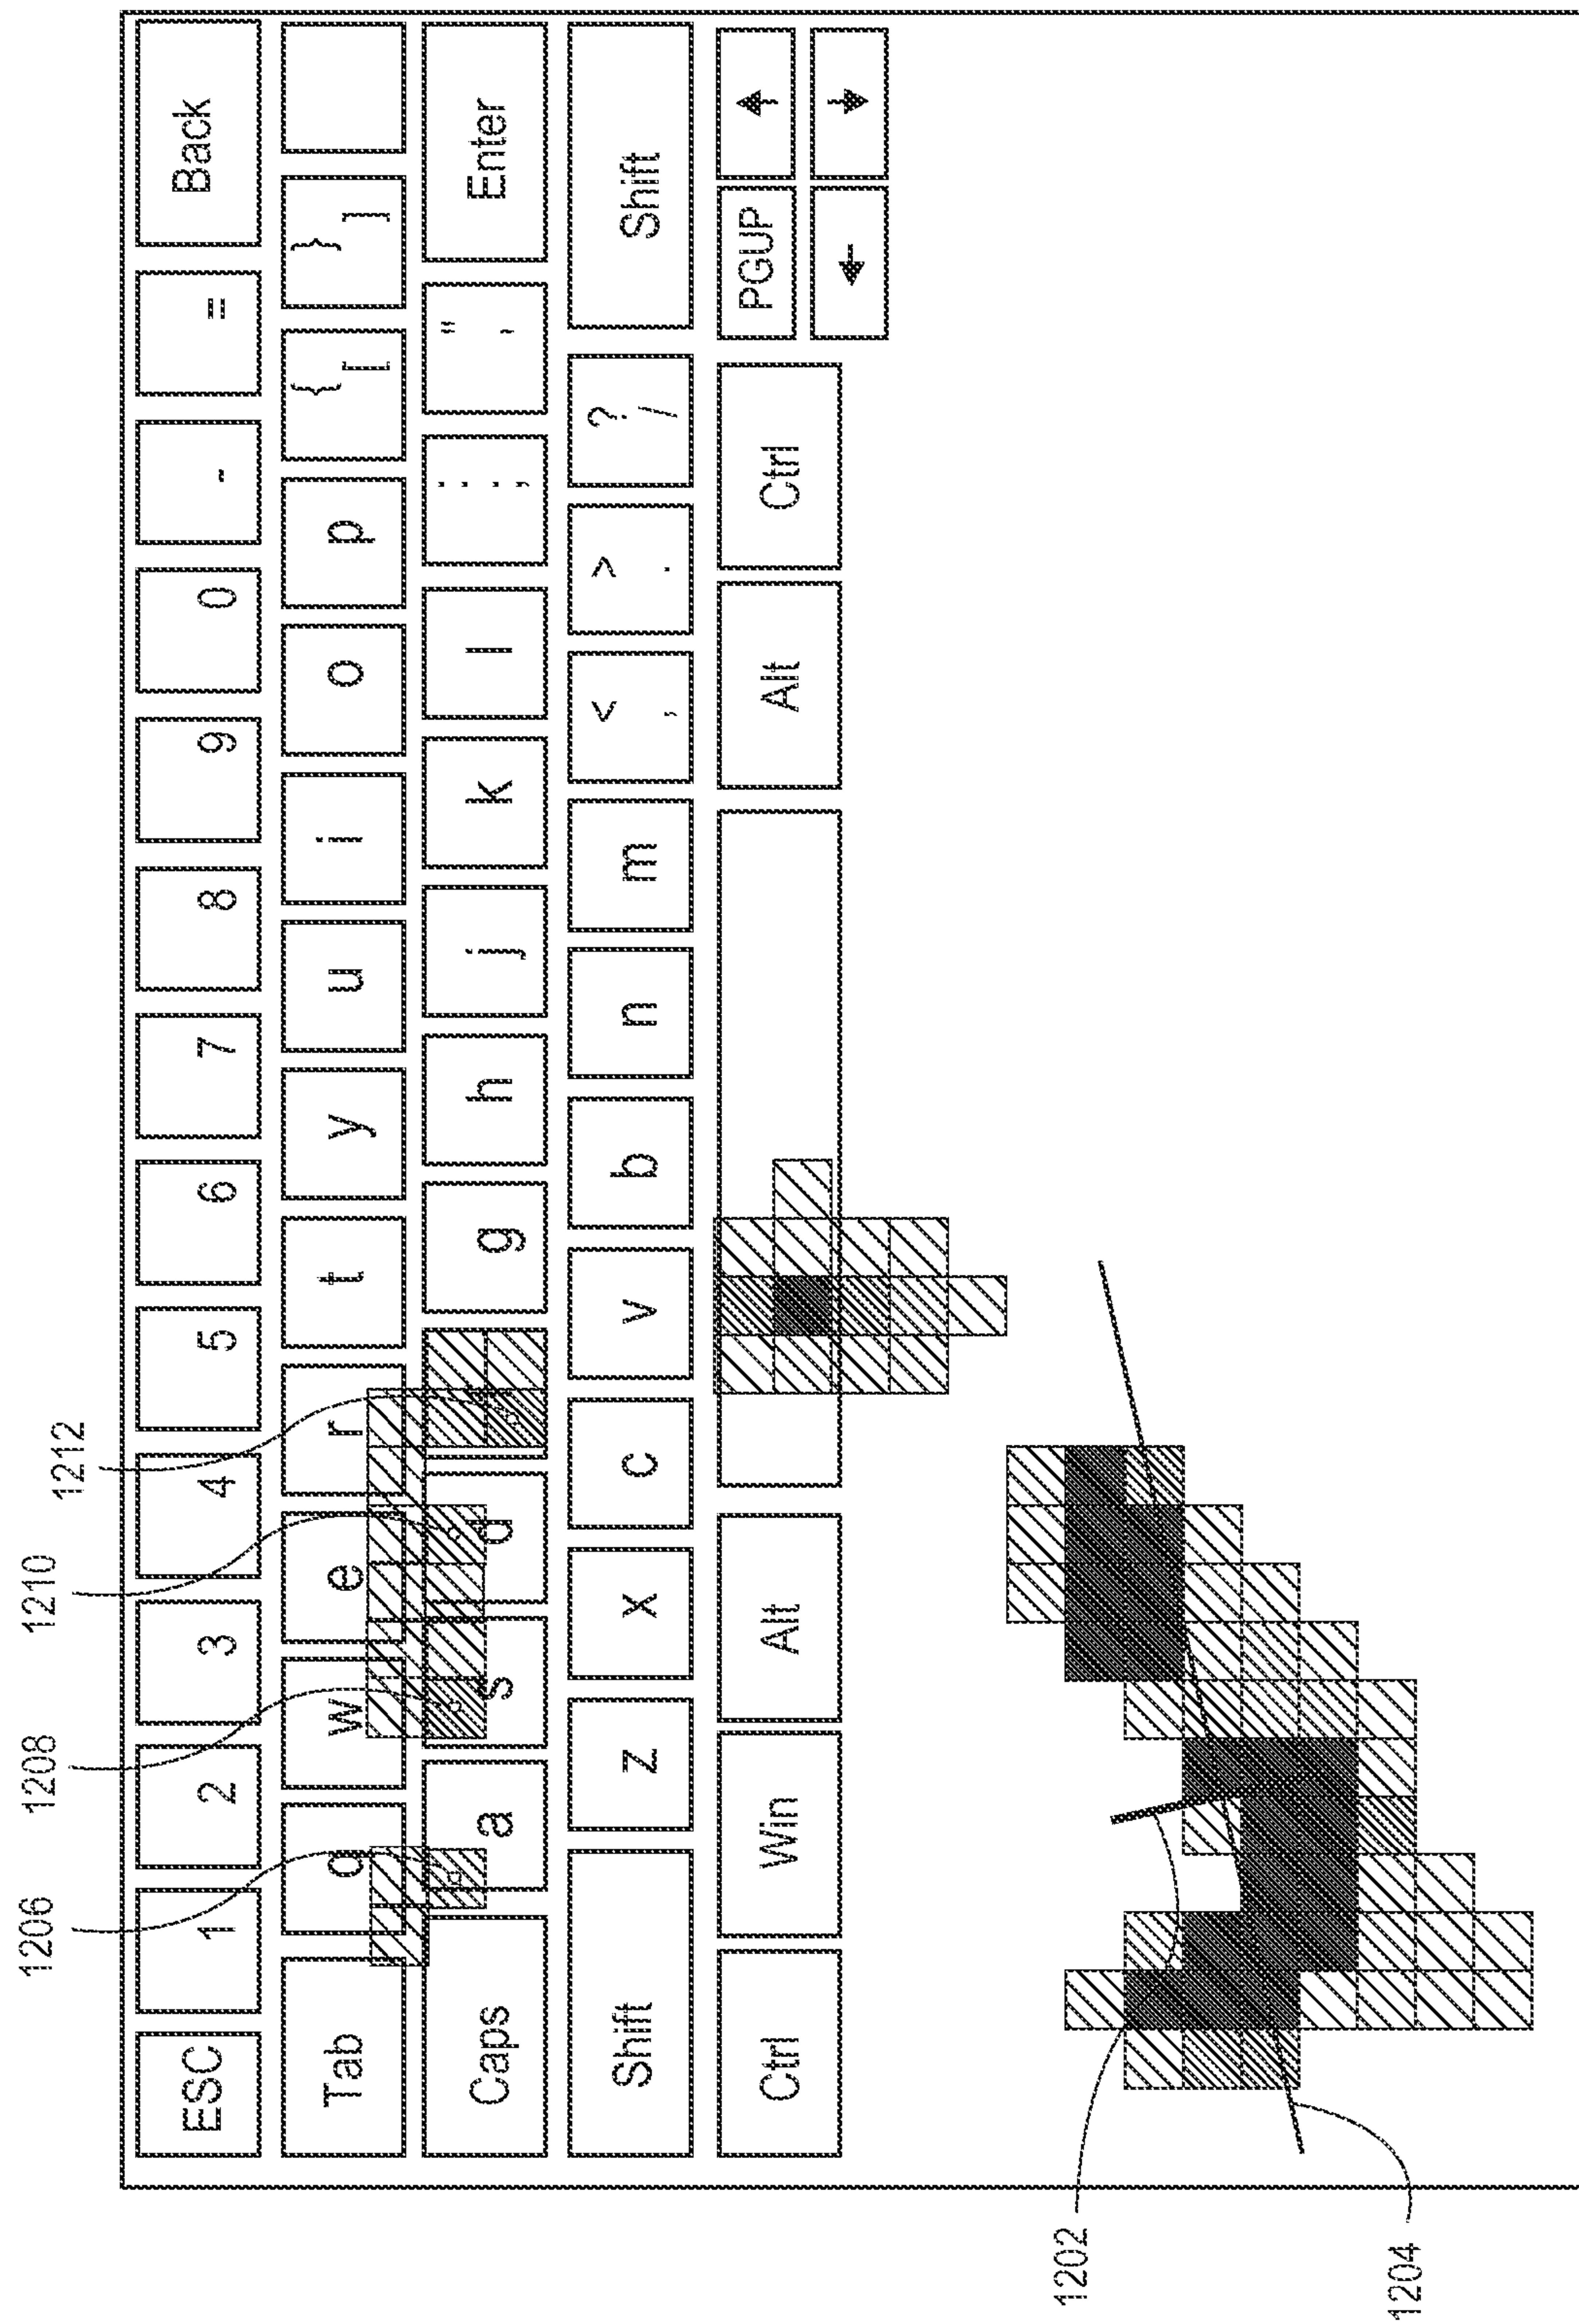 1206 1208 1210 1212
ESC 1 2 3 4 5 6 7 8 9 0 - = Back
Tab q w e r t y u i o p { [ } ]
Caps a s d f g h j k l : ; " '
Shift z x c v b n m < , > . ? / Shift
Ctrl Win Alt Alt Ctrl PGUP ↑
← ↓
1202
1204